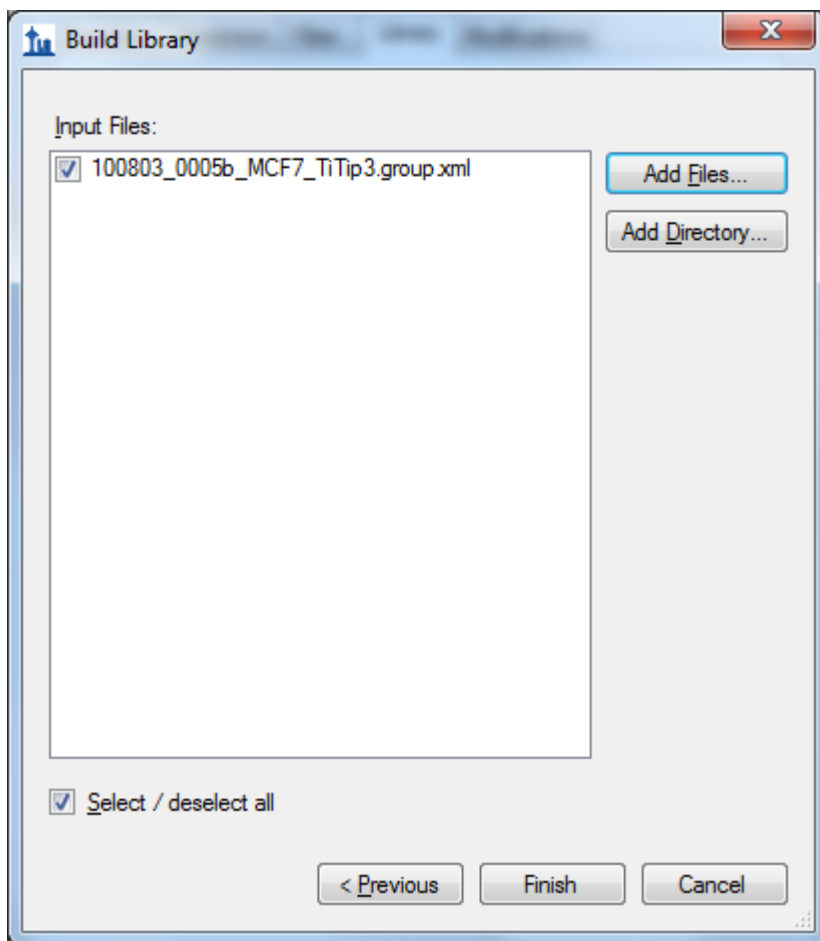 Build Library
Input Files:
100803_0005b_MCF7_TiTip3.group.xml
Add Files...
Add Directory...
Select / deselect all
< Previous
Finish
Cancel